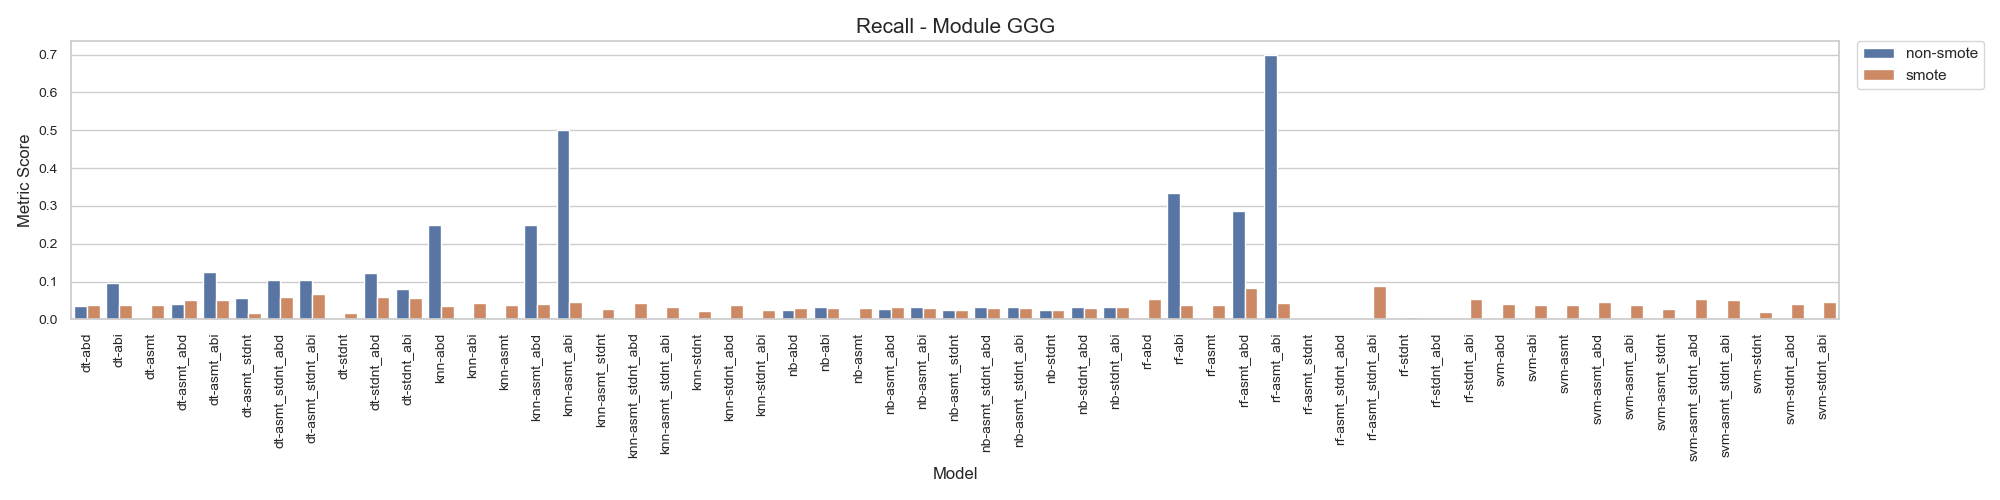 Recall - Module GGG
non-smote
smote
Metric Score
0.7
0.6
0.5
0.4
0.3
0.2
0.1
0.0
dt-abd
dt-abi
dt-asmt
dt-asmt_abd
dt-asmt_abi
dt-asmt_stdnt
dt-asmt_stdnt_abd
dt-asmt_stdnt_abi
dt-stdnt
dt-stdnt_abd
dt-stdnt_abi
knn-abd
knn-abi
knn-asmt
knn-asmt_abd
knn-asmt_abi
knn-asmt_stdnt
knn-asmt_stdnt_abd
knn-asmt_stdnt_abi
knn-stdnt
knn-stdnt_abd
knn-stdnt_abi
nb-abd
nb-abi
nb-asmt
nb-asmt_abd
nb-asmt_abi
nb-asmt_stdnt
nb-asmt_stdnt_abd
nb-asmt_stdnt_abi
nb-stdnt
nb-stdnt_abd
nb-stdnt_abi
rf-abd
rf-abi
rf-asmt
rf-asmt_abd
rf-asmt_abi
rf-asmt_stdnt
rf-asmt_stdnt_abd
rf-asmt_stdnt_abi
rf-stdnt
rf-stdnt_abd
rf-stdnt_abi
svm-abd
svm-abi
svm-asmt
svm-asmt_abd
svm-asmt_abi
svm-asmt_stdnt
svm-asmt_stdnt_abd
svm-asmt_stdnt_abi
svm-stdnt
svm-stdnt_abd
svm-stdnt_abi
Model